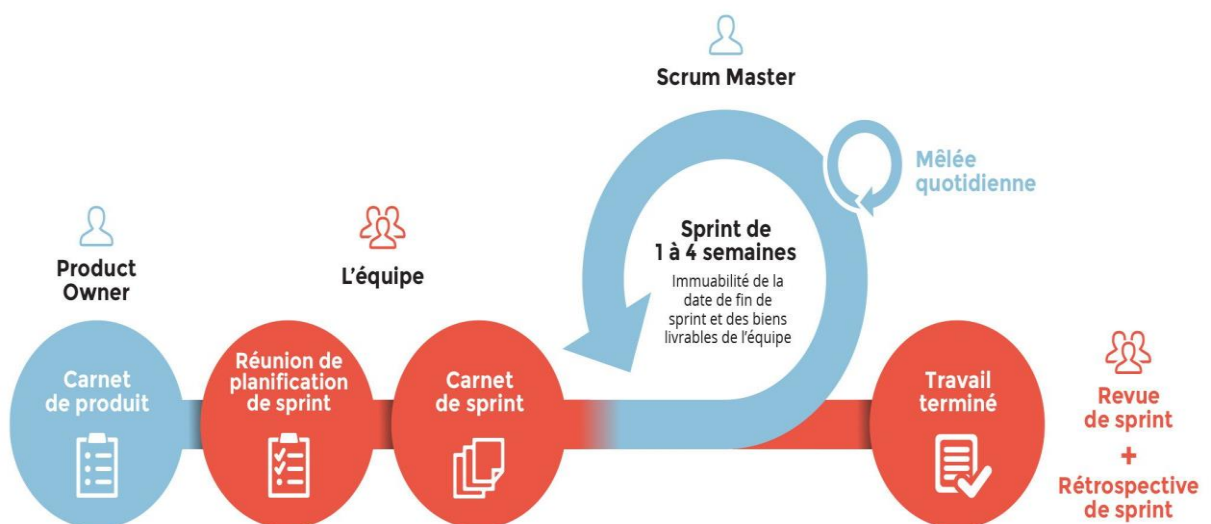 Scrum Master
Mêlée
quotidienne
Sprint de
1 à 4 semaines
Immuabilité de la
date de fin de
sprint et des biens
livrables de l'équipe
Product
Owner
L'équipe
Carnet
de produit
Réunion de
planification
de sprint
Carnet
de sprint
Travail
terminé
Revue
de sprint
+
Rétrospective
de sprint